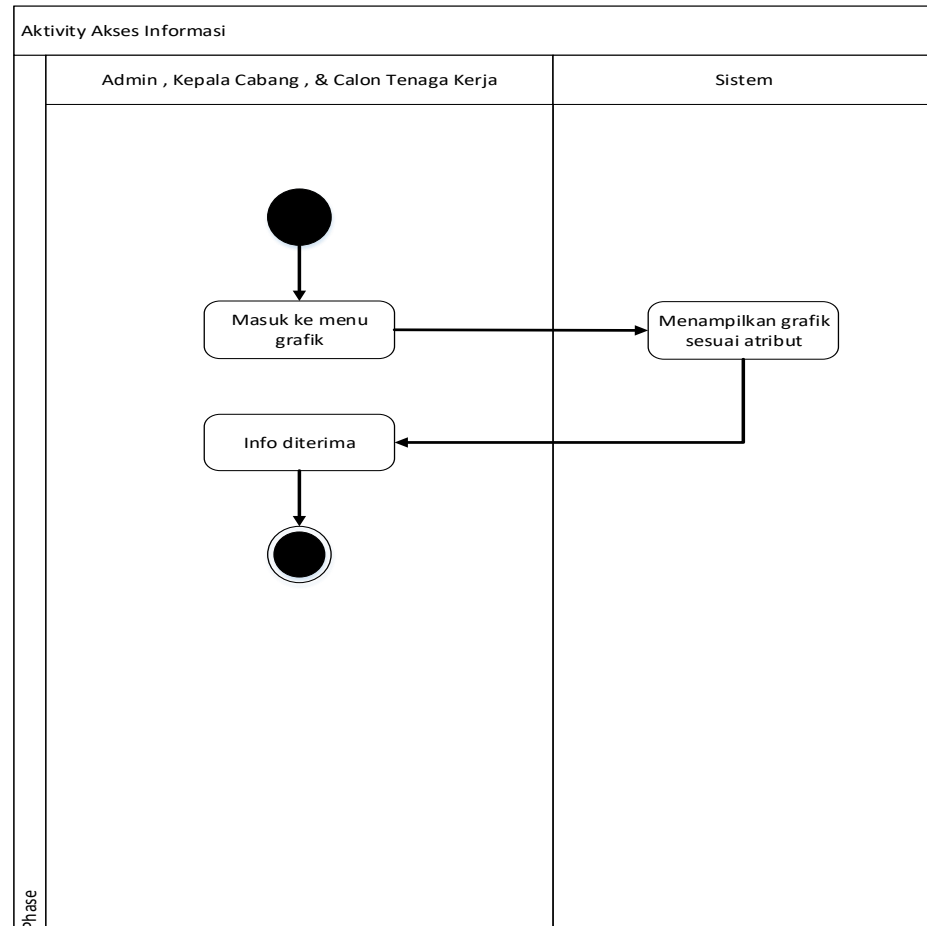 Aktivity Akses Informasi
Admin , Kepala Cabang , & Calon Tenaga Kerja
Sistem
Masuk ke menu
grafik
Menampilkan grafik
sesuai atribut
Info diterima
Phase